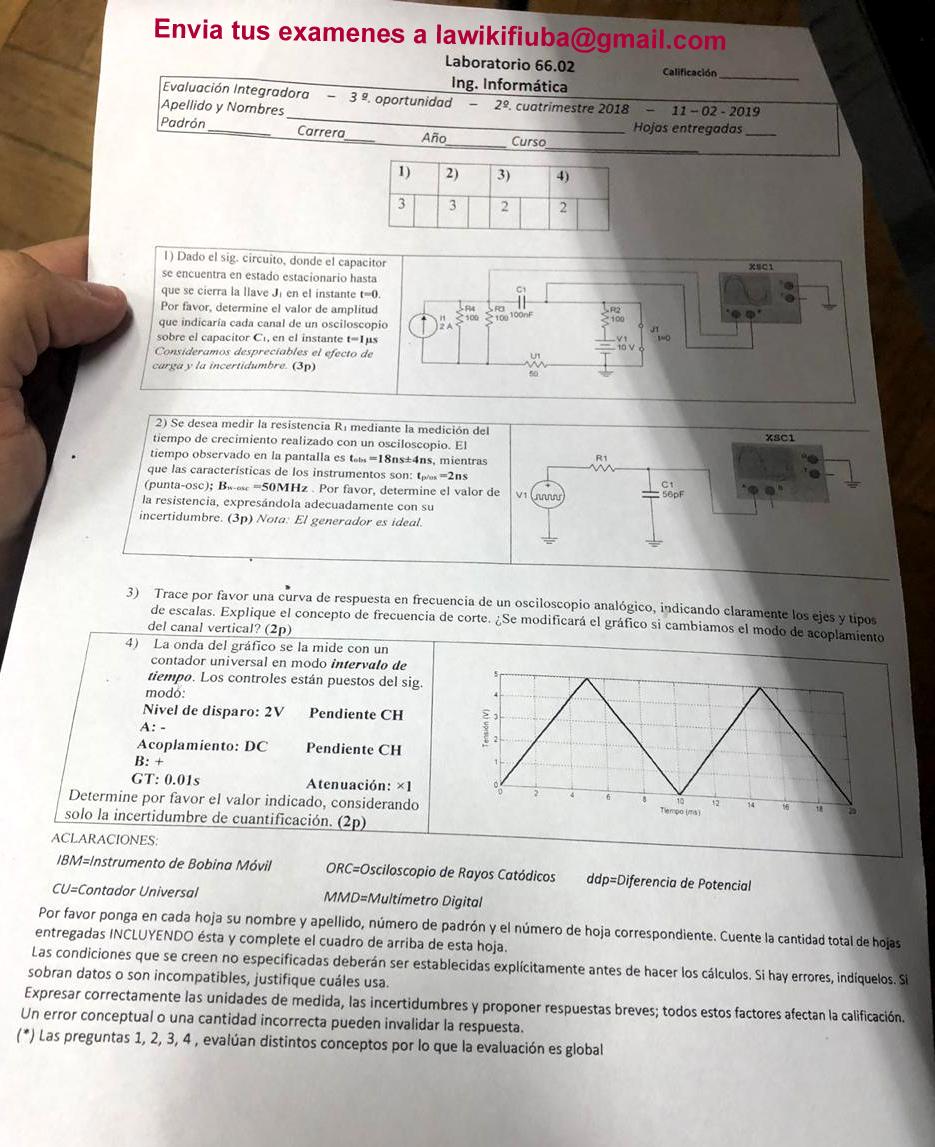 Envia tus examenes a lawikifiuba@gmail.com
Laboratorio 66.02
Calificación
Ing. Informática
Evaluación Integradora – 3 º. oportunidad – 2º. cuatrimestre 2018 – 11 – 02 - 2019
Apellido y Nombres
Hojas entregadas
Padrón Carrera Año Curso
1) 2) 3) 4)
3 3 2 2
1) Dado el sig. circuito, donde el capacitor
se encuentra en estado estacionario hasta
que se cierra la llave J₁ en el instante t=0.
Por favor, determine el valor de amplitud
que indicaría cada canal de un osciloscopio
sobre el capacitor C₁, en el instante t=1µs
Consideramos despreciables el efecto de
carga y la incertidumbre. (3p)
XSC1
C1
100nF
I1
2 A
R4
100
R3
100
R2
100
V1
10 V
J1
t=0
U1
50
2) Se desea medir la resistencia R₁ mediante la medición del
tiempo de crecimiento realizado con un osciloscopio. El
tiempo observado en la pantalla es tobs =18ns±4ns, mientras
que las características de los instrumentos son: tp/os =2ns
(punta-osc); Bw-osc =50MHz . Por favor, determine el valor de
la resistencia, expresándola adecuadamente con su
incertidumbre. (3p) Nota: El generador es ideal.
XSC1
R1
V1
C1
56pF
3) Trace por favor una curva de respuesta en frecuencia de un osciloscopio analógico, indicando claramente los ejes y tipos
de escalas. Explique el concepto de frecuencia de corte. ¿Se modificará el gráfico si cambiamos el modo de acoplamiento
del canal vertical? (2p)
4) La onda del gráfico se la mide con un
contador universal en modo intervalo de
tiempo. Los controles están puestos del sig.
modo:
Nivel de disparo: 2V Pendiente CH
A: -
Acoplamiento: DC Pendiente CH
B: +
GT: 0.01s Atenuación: ×1
Determine por favor el valor indicado, considerando
solo la incertidumbre de cuantificación. (2p)
Tensión (V)
5
4
3
2
1
0
0 2 4 6 8 10 12 14 16 18 20
Tiempo (ms)
ACLARACIONES:
IBM=Instrumento de Bobina Móvil ORC=Osciloscopio de Rayos Catódicos ddp=Diferencia de Potencial
CU=Contador Universal MMD=Multímetro Digital
Por favor ponga en cada hoja su nombre y apellido, número de padrón y el número de hoja correspondiente. Cuente la cantidad total de hojas
entregadas INCLUYENDO ésta y complete el cuadro de arriba de esta hoja.
Las condiciones que se creen no especificadas deberán ser establecidas explícitamente antes de hacer los cálculos. Si hay errores, indíquelos. Si
sobran datos o son incompatibles, justifique cuáles usa.
Expresar correctamente las unidades de medida, las incertidumbres y proponer respuestas breves; todos estos factores afectan la calificación.
Un error conceptual o una cantidad incorrecta pueden invalidar la respuesta.
(*) Las preguntas 1, 2, 3, 4 , evalúan distintos conceptos por lo que la evaluación es global